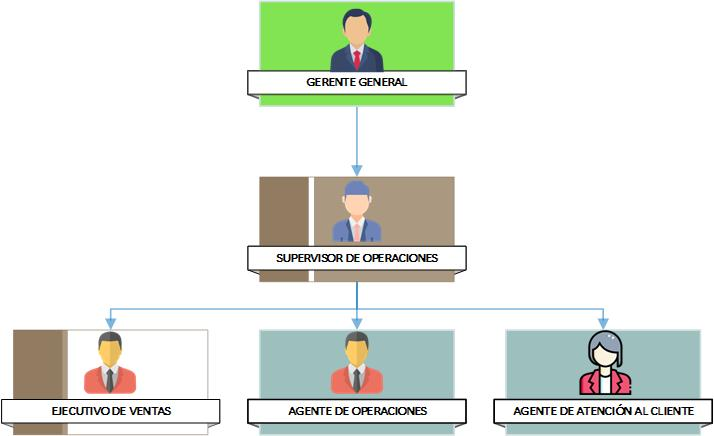 GERENTE GENERAL
SUPERVISOR DE OPERACIONES
EJECUTIVO DE VENTAS
AGENTE DE OPERACIONES
AGENTE DE ATENCIÓN AL CLIENTE